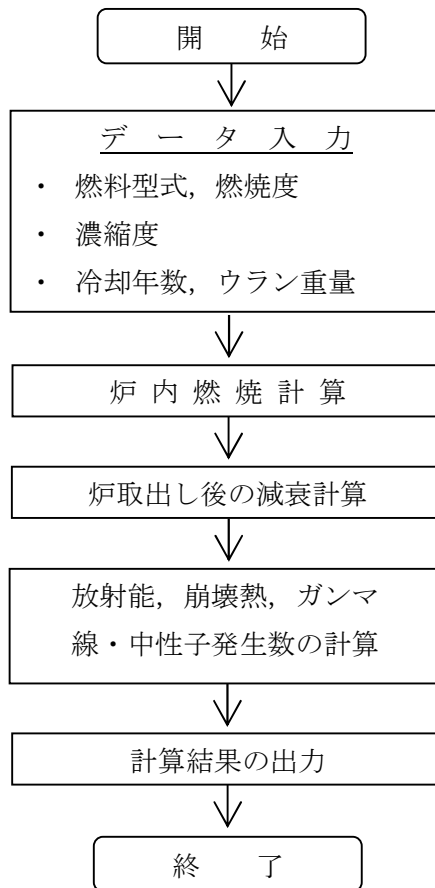 開　始
データ入力
・ 燃料型式，燃焼度
・ 濃縮度
・ 冷却年数，ウラン重量
炉内燃焼計算
炉取出し後の減衰計算
放射能，崩壊熱，ガンマ
線・中性子発生数の計算
計算結果の出力
終　了